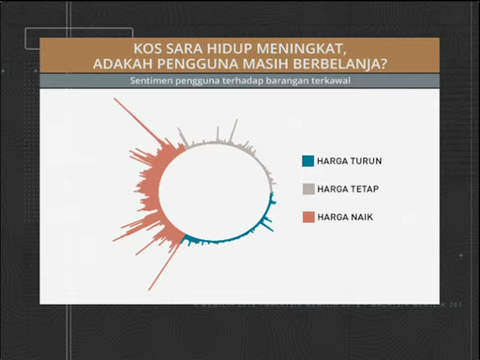 KOS SARA HIDUP MENINGKAT,
ADAKAH PENGGUNA MASIH BERBELANJA?
Sentimen pengguna terhadap barangan terkawal
HARGA TURUN
HARGA TETAP
HARGA NAIK